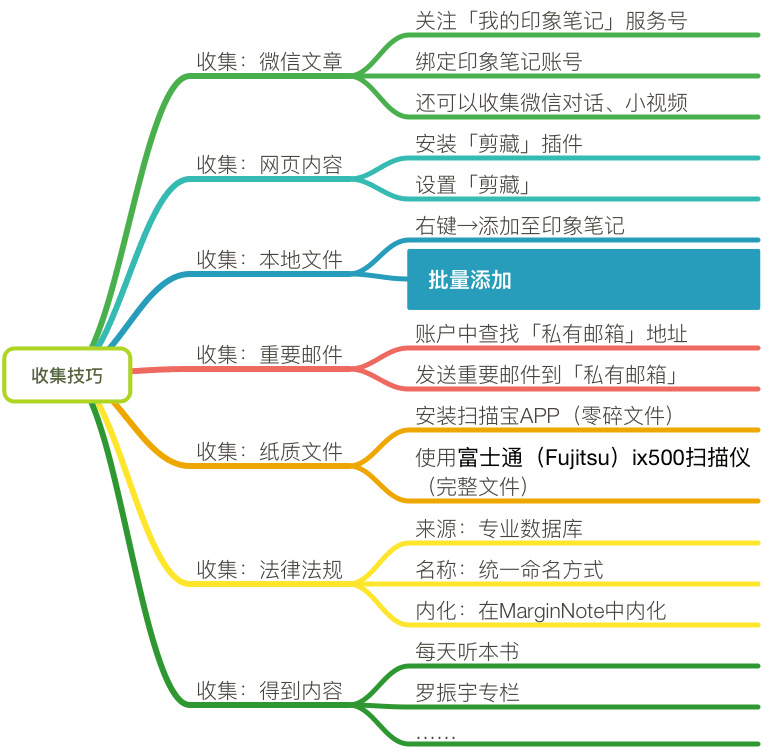 收集技巧
收集：微信文章
关注「我的印象笔记」服务号
绑定印象笔记账号
还可以收集微信对话、小视频
收集：网页内容
安装「剪藏」插件
设置「剪藏」
收集：本地文件
右键→添加至印象笔记
批量添加
收集：重要邮件
账户中查找「私有邮箱」地址
发送重要邮件到「私有邮箱」
收集：纸质文件
安装扫描宝APP（零碎文件）
使用富士通（Fujitsu）ix500扫描仪
（完整文件）
收集：法律法规
来源：专业数据库
名称：统一命名方式
内化：在MarginNote中内化
收集：得到内容
每天听本书
罗振宇专栏
……